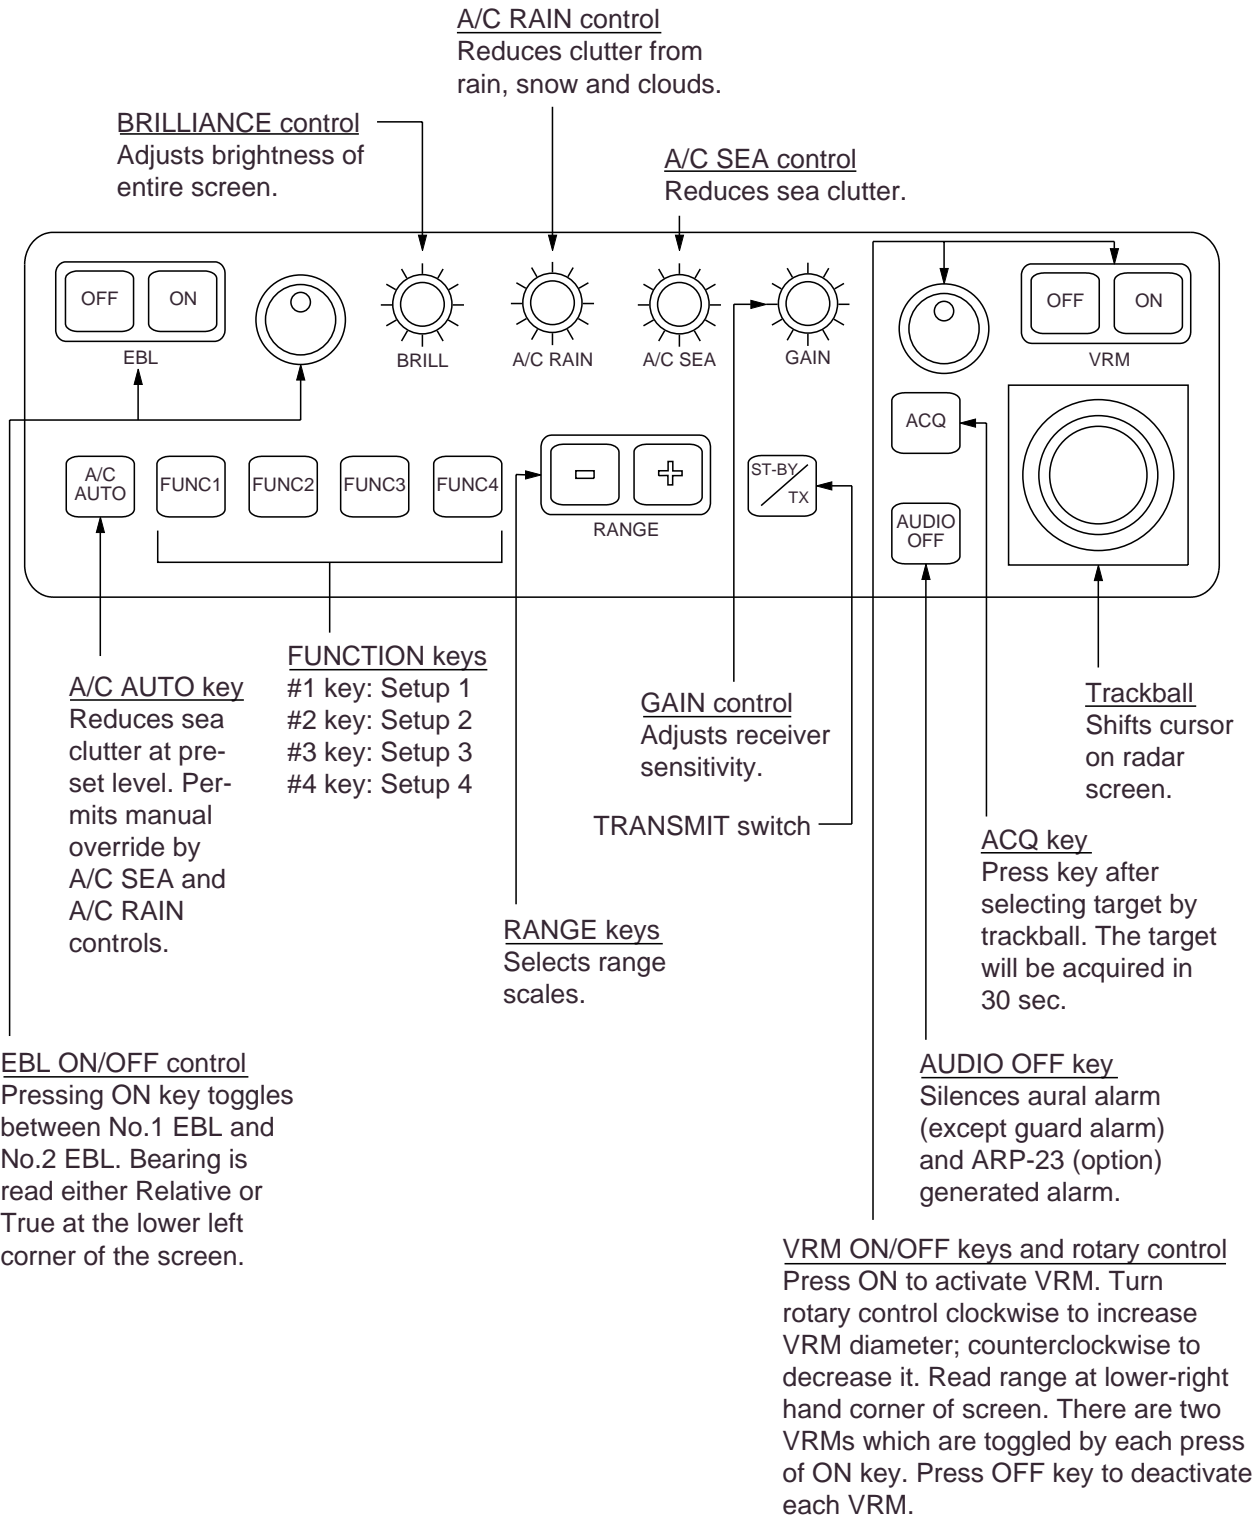 A/C RAIN control
Reduces clutter from
rain, snow and clouds.
BRILLIANCE control
Adjusts brightness of
entire screen.
A/C SEA control
Reduces sea clutter.
OFF
ON
EBL
BRILL
A/C RAIN
A/C SEA
GAIN
OFF
ON
VRM
A/C
AUTO
FUNC1
FUNC2
FUNC3
FUNC4
RANGE
ST-BY
TX
ACQ
AUDIO
OFF
A/C AUTO key
Reduces sea
clutter at pre-
set level. Per-
mits manual
override by
A/C SEA and
A/C RAIN
controls.
FUNCTION keys
#1 key: Setup 1
#2 key: Setup 2
#3 key: Setup 3
#4 key: Setup 4
GAIN control
Adjusts receiver
sensitivity.
TRANSMIT switch
RANGE keys
Selects range
scales.
Trackball
Shifts cursor
on radar
screen.
ACQ key
Press key after
selecting target by
trackball. The target
will be acquired in
30 sec.
EBL ON/OFF control
Pressing ON key toggles
between No.1 EBL and
No.2 EBL. Bearing is
read either Relative or
True at the lower left
corner of the screen.
AUDIO OFF key
Silences aural alarm
(except guard alarm)
and ARP-23 (option)
generated alarm.
VRM ON/OFF keys and rotary control
Press ON to activate VRM. Turn
rotary control clockwise to increase
VRM diameter; counterclockwise to
decrease it. Read range at lower-right
hand corner of screen. There are two
VRMs which are toggled by each press
of ON key. Press OFF key to deactivate
each VRM.